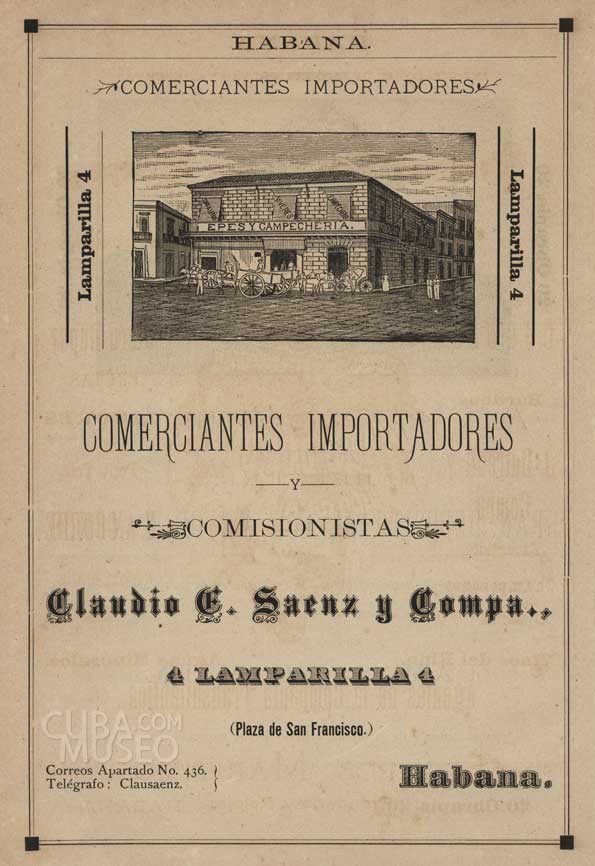 HABANA.
COMERCIANTES IMPORTADORES
Lamparilla 4
Lamparilla 4
EPES Y CAMPECHERIA.
COMERCIANTES IMPORTADORES
Y
COMISIONISTAS
Claudio E. Saenz y Compa.,
4 LAMPARILLA 4
(Plaza de San Francisco.)
Correos Apartado No. 436.
Telégrafo: Clausaenz.
Habana.
CUBA.COM
MUSEO